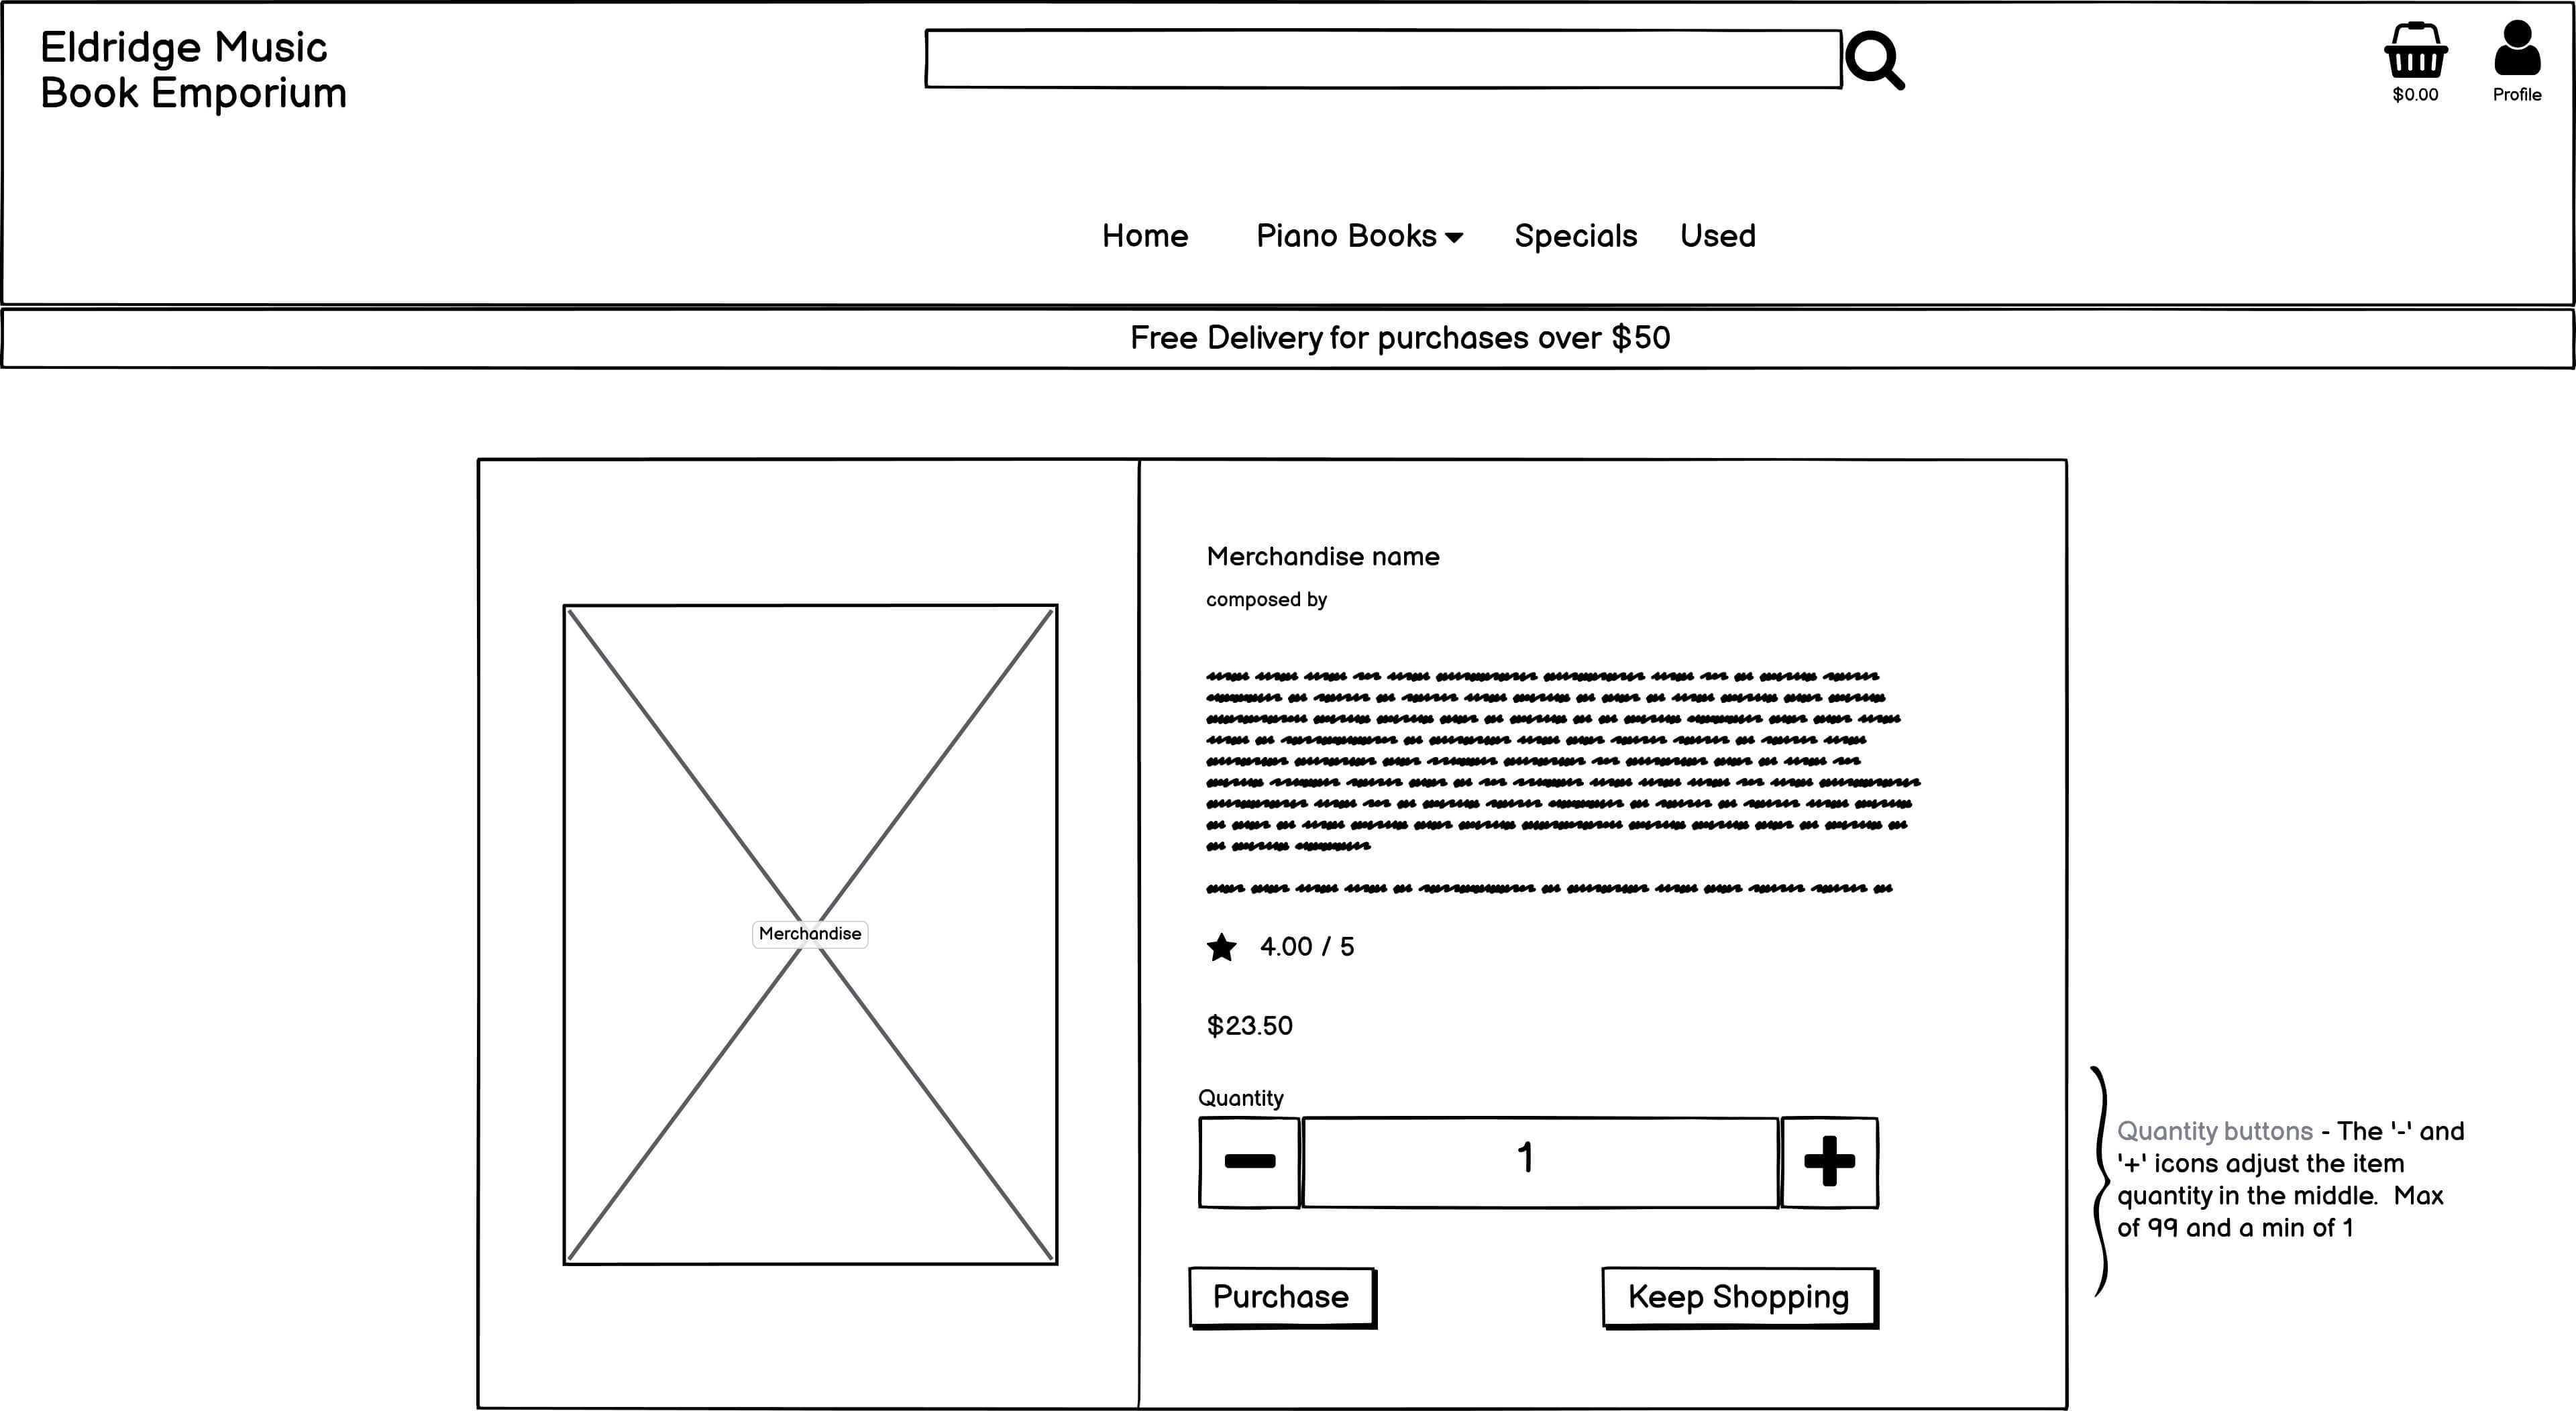 Eldridge Music
Book Emporium
$0.00
Profile
Home
Piano Books
Specials
Used
Free Delivery for purchases over $50
Merchandise
Merchandise name
composed by
4.00 / 5
$23.50
Quantity
1
Purchase
Keep Shopping
Quantity buttons - The '-' and
'+' icons adjust the item
quantity in the middle.  Max
of 99 and a min of 1